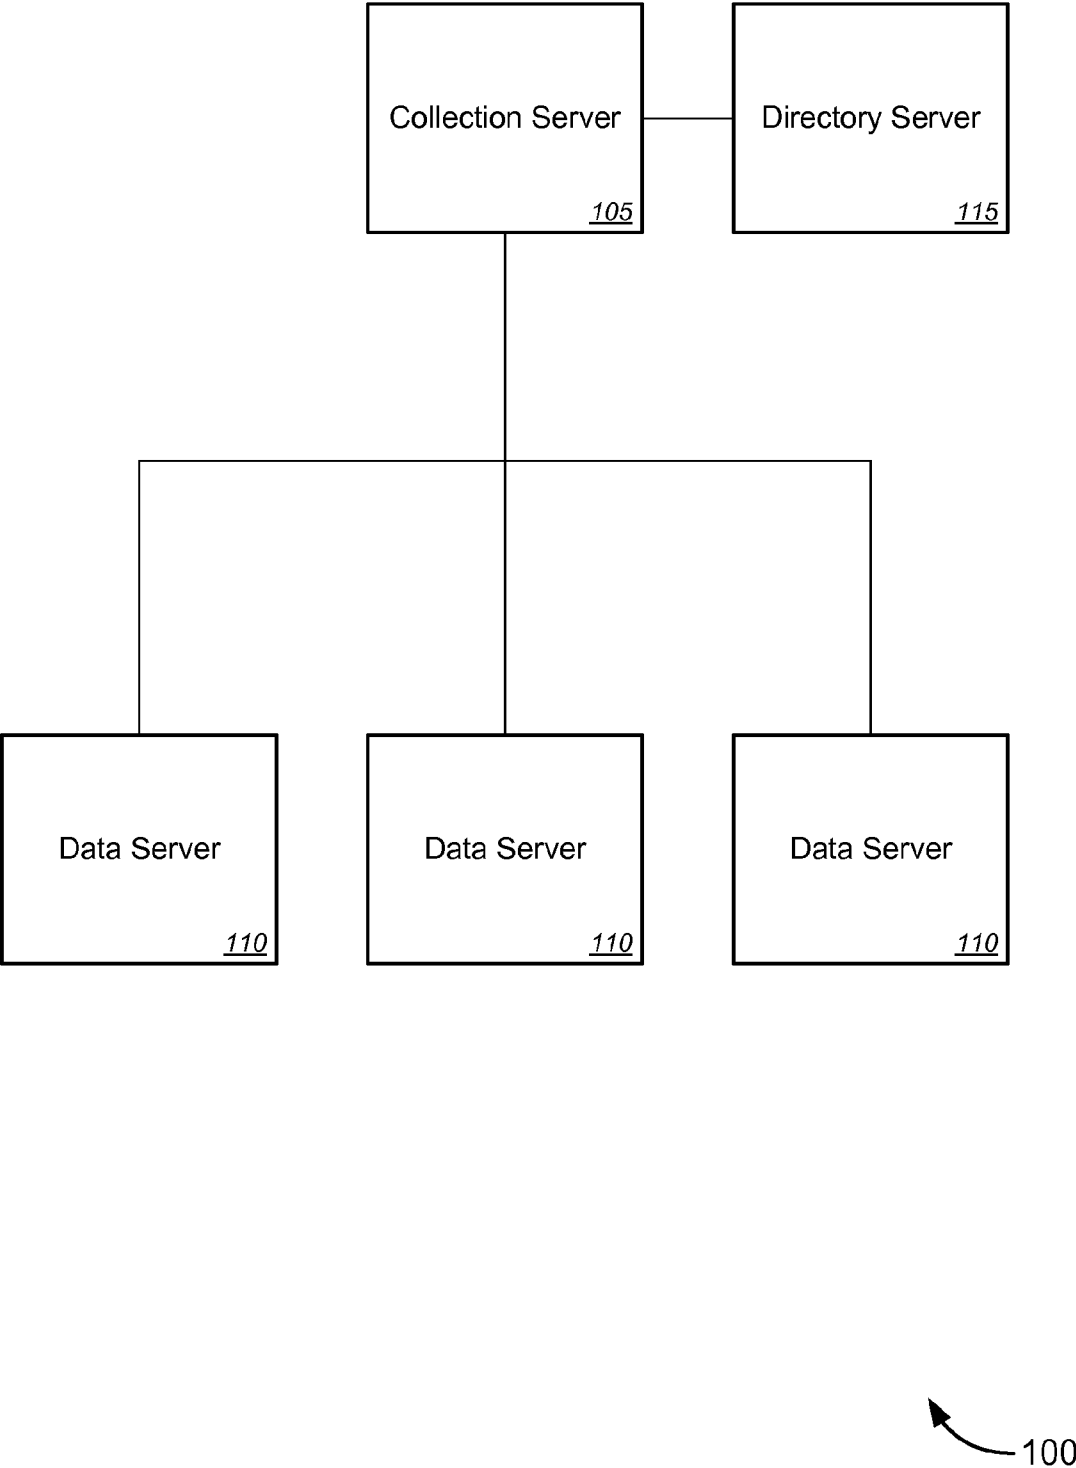 Collection Server
105
Directory Server
115
Data Server
110
Data Server
110
Data Server
110
100